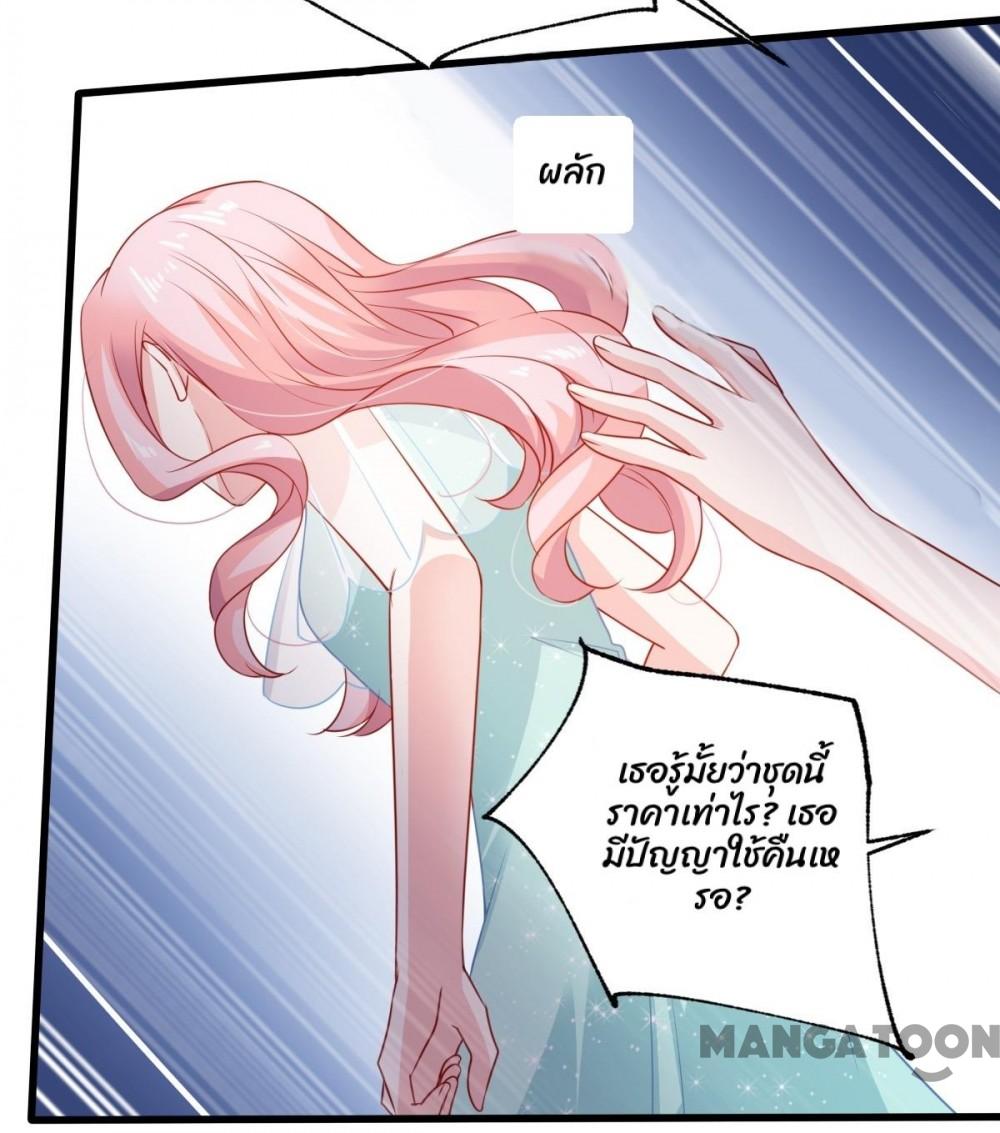 ผลัก
เธอรู้มั้ยว่าชุดนี้
ราคาเท่าไร? เธอ
มีปัญญาใช้คืนเห
รอ?
MANGATOON